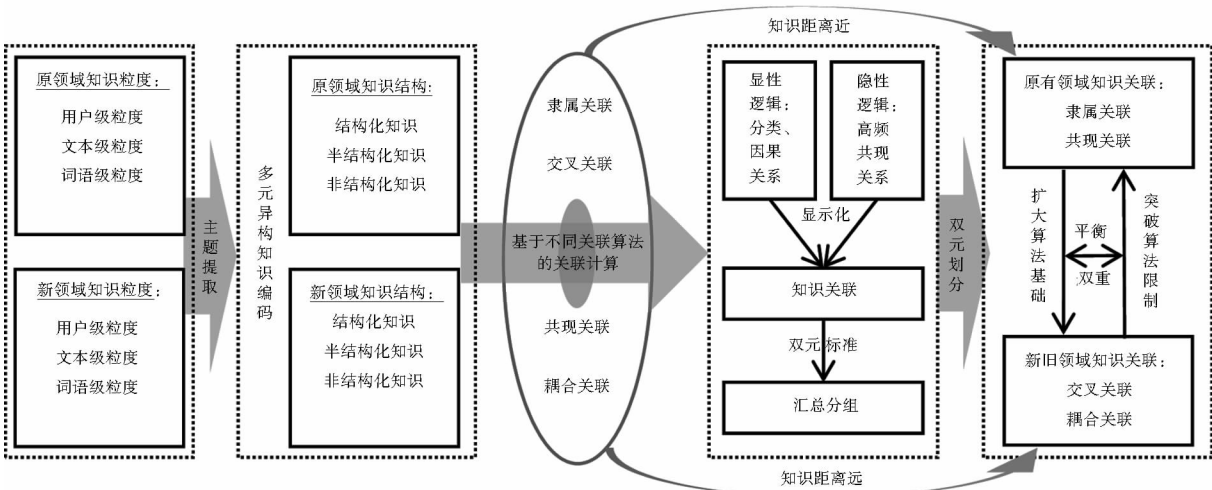 知识距离近
原领域知识粒度：
用户级粒度
文本级粒度
词语级粒度
新领域知识粒度：
用户级粒度
文本级粒度
词语级粒度
主题提取
多元异构知识编码
原领域知识结构：
结构化知识
半结构化知识
非结构化知识
新领域知识结构：
结构化知识
半结构化知识
非结构化知识
隶属关联
交叉关联
基于不同关联算法
的关联计算
共现关联
耦合关联
显性
逻辑：
分类、
因果
关系
隐性
逻辑：
高频
共现
关系
显示化
知识关联
双元标准
汇总分组
双元划分
原有领域知识关联：
隶属关联
共现关联
扩大算法基础
平衡
双重
突破算法限制
新旧领域知识关联：
交叉关联
耦合关联
知识距离远